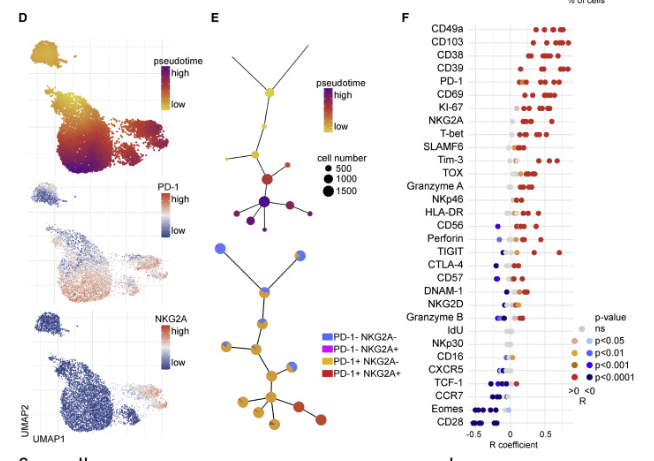 % of cells
D
pseudotime
high
low
PD-1
high
low
NKG2A
high
low
UMAP2
UMAP1
E
pseudotime
high
low
cell number
500
1000
1500
PD-1- NKG2A-
PD-1- NKG2A+
PD-1+ NKG2A-
PD-1+ NKG2A+
F
CD49a
CD103
CD38
CD39
PD-1
CD69
KI-67
NKG2A
T-bet
SLAMF6
Tim-3
TOX
Granzyme A
NKp46
HLA-DR
CD56
Perforin
TIGIT
CTLA-4
CD57
DNAM-1
NKG2D
Granzyme B
IdU
NKp30
CD16
CXCR5
TCF-1
CCR7
Eomes
CD28
-0.5 0 0.5
R coefficient
p-value
ns
p<0.05
p<0.01
p<0.001
p<0.0001
>0 <0
R